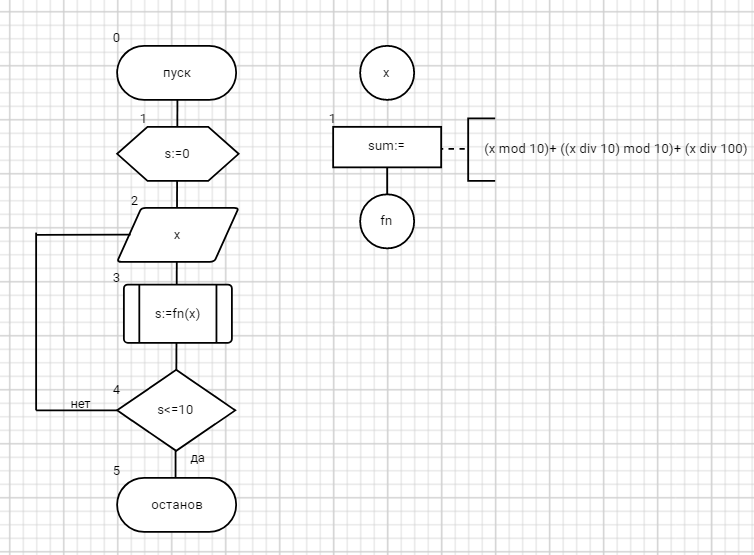 0
пуск
1
s:=0
2
x
3
s:=fn(x)
4
нет
s<=10
да
5
останов
x
1
sum:=
(x mod 10)+ ((x div 10) mod 10)+ (x div 100)
fn